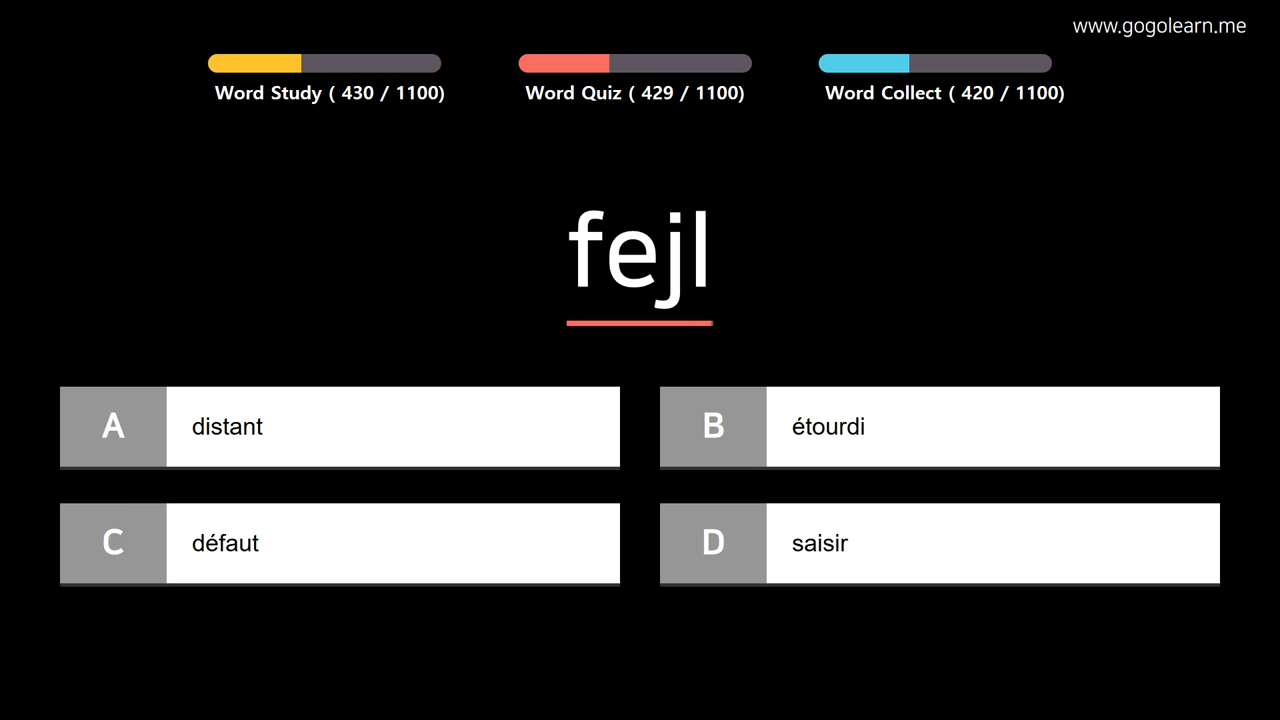 www.gogolearn.me
Word Study ( 430 / 1100)
Word Quiz ( 429 / 1100)
Word Collect ( 420 / 1100)
fejl
A
distant
B
étourdi
C
défaut
D
saisir